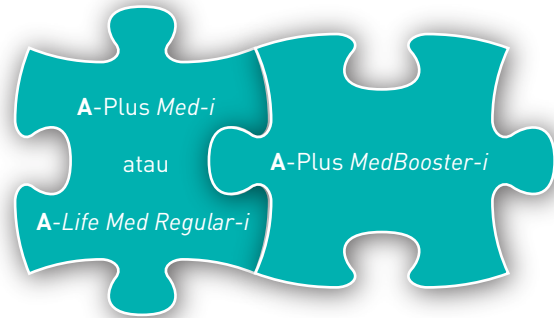 A-Plus Med-i
atau
A-Life Med Regular-i
A-Plus MedBooster-i